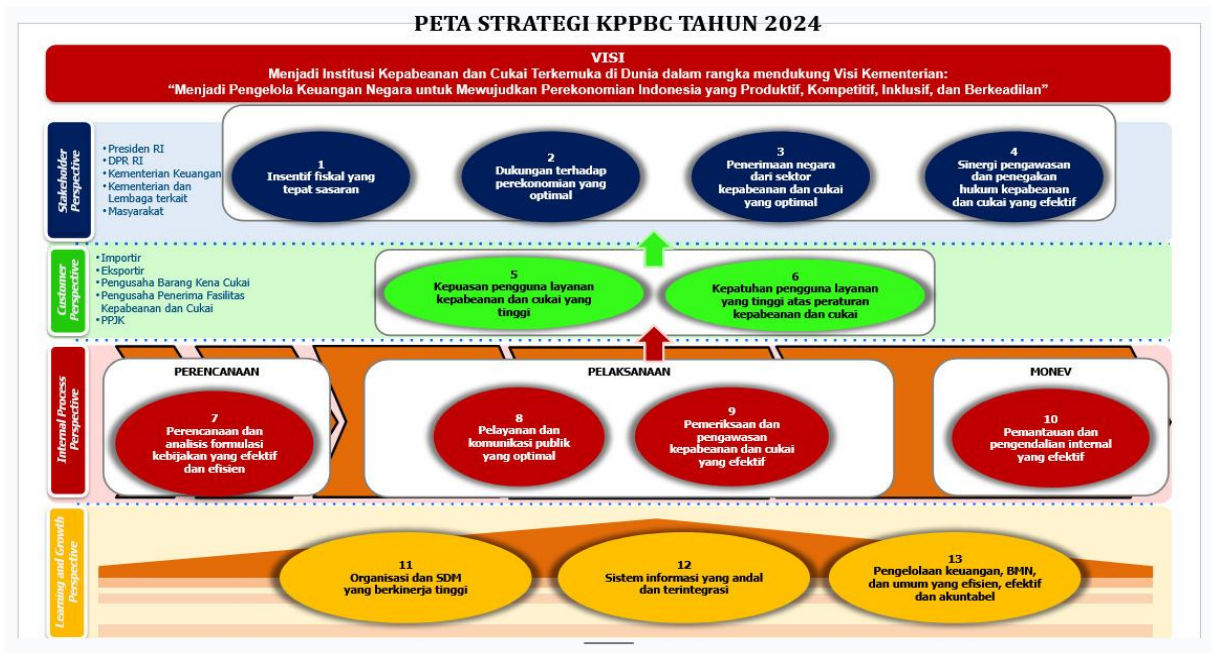 PETA STRATEGI KPPBC TAHUN 2024
VISI
Menjadi Institusi Kepabeanan dan Cukai Terkemuka di Dunia dalam rangka mendukung Visi Kementerian:
“Menjadi Pengelola Keuangan Negara untuk Mewujudkan Perekonomian Indonesia yang Produktif, Kompetitif, Inklusif, dan Berkeadilan”
Stakeholder
Perspective
•Presiden RI
•DPR RI
•Kementerian Keuangan
•Kementerian dan
Lembaga terkait
•Masyarakat
1
Insentif fiskal yang
tepat sasaran
2
Dukungan terhadap
perekonomian yang
optimal
3
Penerimaan negara
dari sektor
kepabeanan dan cukai
yang optimal
4
Sinergi pengawasan
dan penegakan
hukum kepabeanan
dan cukai yang efektif
Customer
Perspective
•Importir
•Eksportir
•Pengusaha Barang Kena Cukai
•Pengusaha Penerima Fasilitas
Kepabeanan dan Cukai
•PPJK
5
Kepuasan pengguna layanan
kepabeanan dan cukai yang
tinggi
6
Kepatuhan pengguna layanan
yang tinggi atas peraturan
kepabeanan dan cukai
Internal Process
Perspective
PERENCANAAN
7
Perencanaan dan
analisis formulasi
kebijakan yang efektif
dan efisien
PELAKSANAAN
8
Pelayanan dan
komunikasi publik
yang optimal
9
Pemeriksaan dan
pengawasan
kepabeanan dan cukai
yang efektif
MONEV
10
Pemantauan dan
pengendalian internal
yang efektif
Learning and Growth
Perspective
11
Organisasi dan SDM
yang berkinerja tinggi
12
Sistem informasi yang andal
dan terintegrasi
13
Pengelolaan keuangan, BMN,
dan umum yang efisien, efektif
dan akuntabel